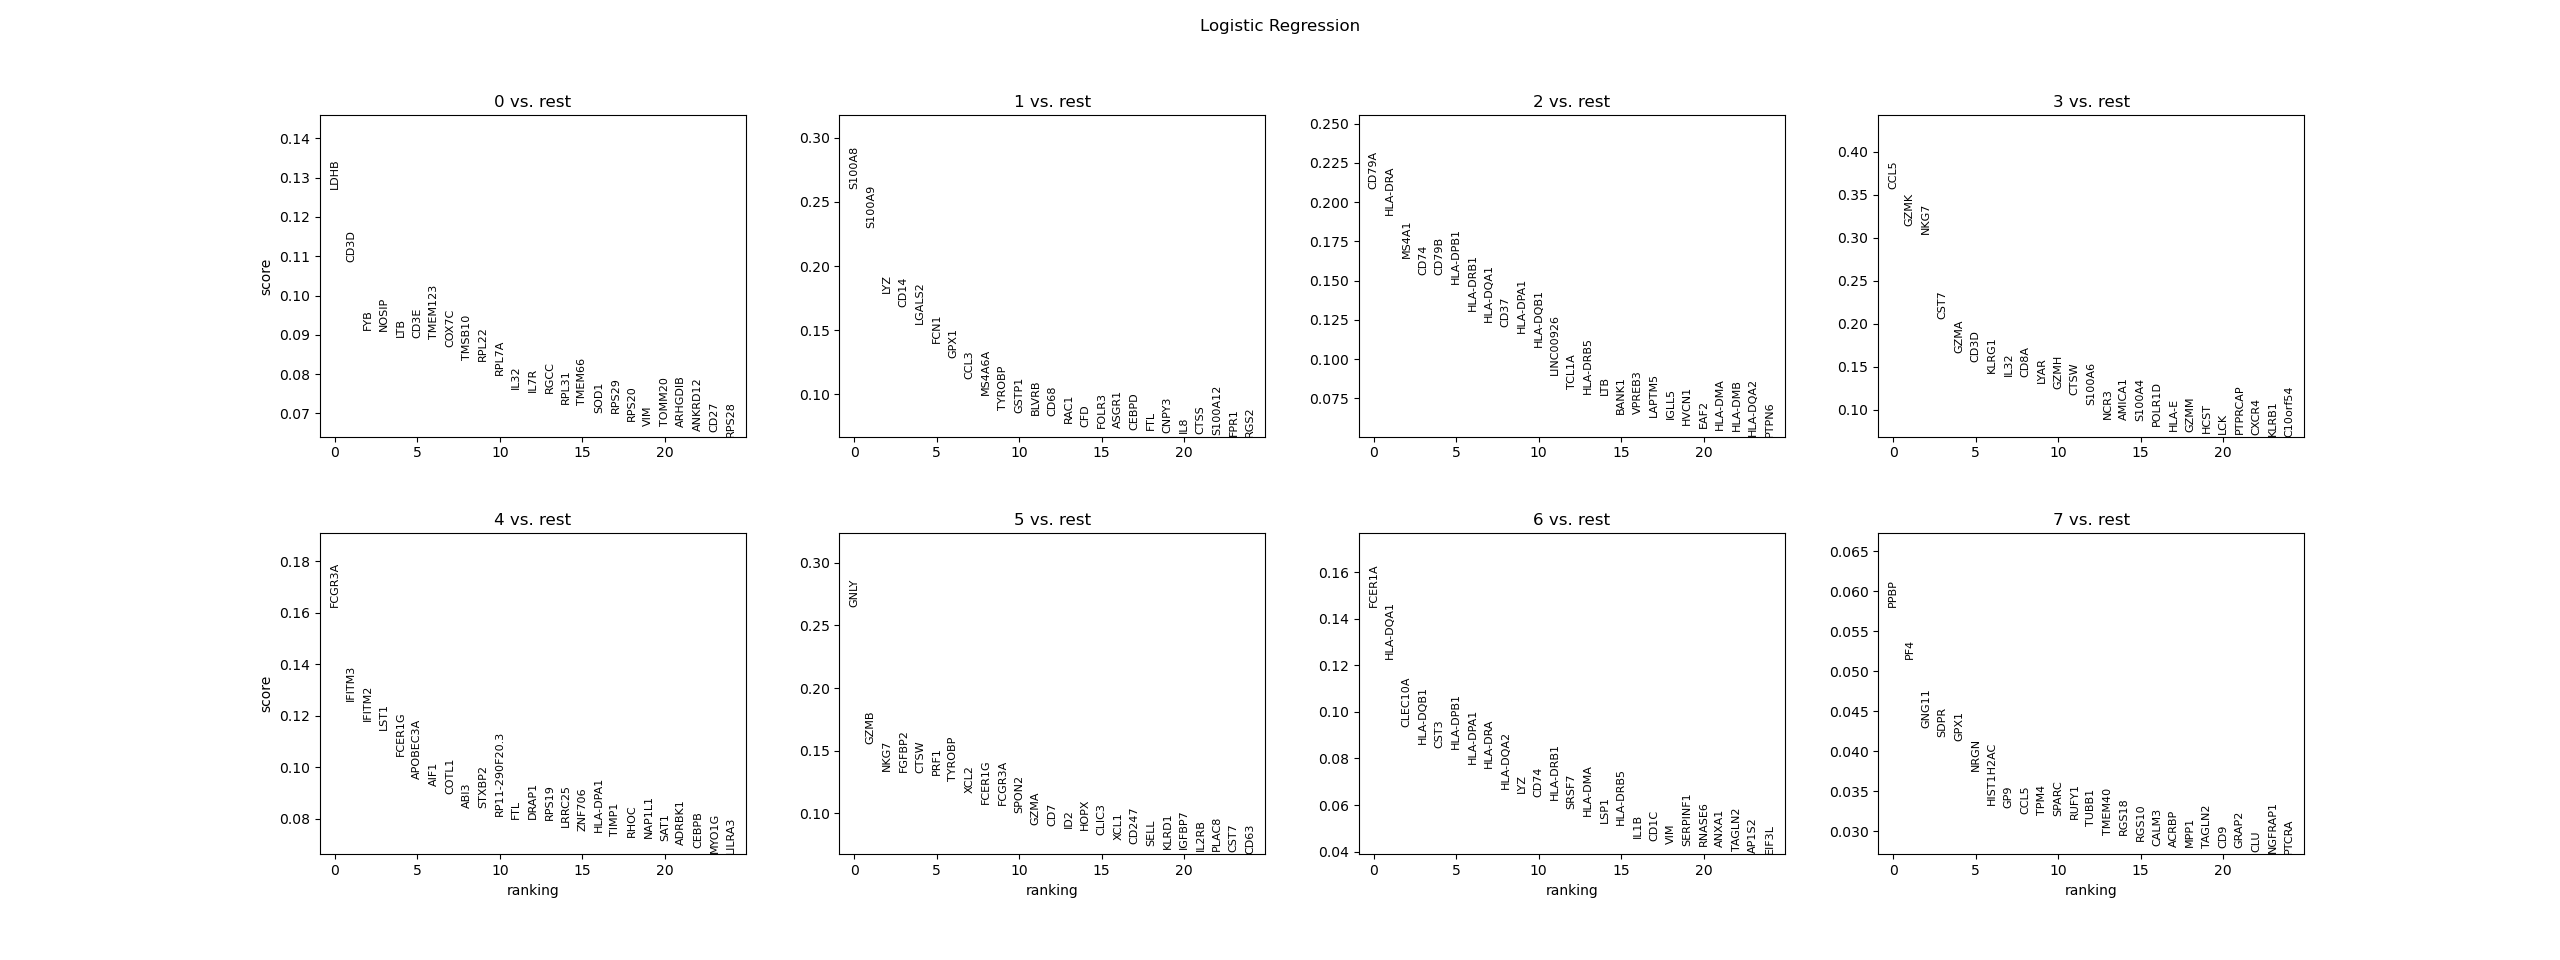 Logistic Regression
0 vs. rest
score
0.14
0.13
0.12
0.11
0.10
0.09
0.08
0.07
LDHB
CD3D
FYB
NOSIP
LTB
CD3E
TMEM123
COX7C
TMSB10
RPL22
RPL7A
IL32
IL7R
RGCC
RPL31
TMEM66
SOD1
RPS29
RPS20
VIM
TOMM20
ARHGDIB
ANKRD12
CD27
RPS28
0 5 10 15 20
1 vs. rest
0.30
0.25
0.20
0.15
0.10
S100A8
S100A9
LYZ
CD14
LGALS2
FCN1
GPX1
CCL3
MS4A6A
TYROBP
GSTP1
BLVRB
CD68
RAC1
CFD
FOLR3
ASGR1
CEBPD
FTL
CNPY3
IL8
CTSS
S100A12
FPR1
RGS2
0 5 10 15 20
2 vs. rest
0.250
0.225
0.200
0.175
0.150
0.125
0.100
0.075
CD79A
HLA-DRA
MS4A1
CD74
CD79B
HLA-DPB1
HLA-DRB1
HLA-DQA1
CD37
HLA-DPA1
HLA-DQB1
LINC00926
TCL1A
HLA-DRB5
LTB
BANK1
VPREB3
LAPTM5
IGLL5
HVCN1
EAF2
HLA-DMA
HLA-DMB
HLA-DQA2
PTPN6
0 5 10 15 20
3 vs. rest
0.40
0.35
0.30
0.25
0.20
0.15
0.10
CCL5
GZMK
NKG7
CST7
GZMA
CD3D
KLRG1
IL32
CD8A
LYAR
GZMH
CTSW
S100A6
NCR3
AMICA1
S100A4
POLR1D
HLA-E
GZMM
HCST
LCK
PTPRCAP
CXCR4
KLRB1
C10orf54
0 5 10 15 20
4 vs. rest
score
0.18
0.16
0.14
0.12
0.10
0.08
FCGR3A
IFITM3
IFITM2
LST1
FCER1G
APOBEC3A
AIF1
COTL1
ABI3
STXBP2
RP11-290F20.3
FTL
DRAP1
RPS19
LRRC25
ZNF706
HLA-DPA1
TIMP1
RHOC
NAP1L1
SAT1
ADRBK1
CEBPB
MYO1G
LILRA3
0 5 10 15 20
ranking
5 vs. rest
0.30
0.25
0.20
0.15
0.10
GNLY
GZMB
NKG7
FGFBP2
CTSW
PRF1
TYROBP
XCL2
FCER1G
FCGR3A
SPON2
GZMA
CD7
ID2
HOPX
CLIC3
XCL1
CD247
SELL
KLRD1
IGFBP7
IL2RB
PLAC8
CST7
CD63
0 5 10 15 20
ranking
6 vs. rest
0.16
0.14
0.12
0.10
0.08
0.06
0.04
FCER1A
HLA-DQA1
CLEC10A
HLA-DQB1
CST3
HLA-DPB1
HLA-DPA1
HLA-DRA
HLA-DQA2
LYZ
CD74
HLA-DRB1
SRSF7
HLA-DMA
LSP1
HLA-DRB5
IL1B
CD1C
VIM
SERPINF1
RNASE6
ANXA1
TAGLN2
AP1S2
EIF3L
0 5 10 15 20
ranking
7 vs. rest
0.065
0.060
0.055
0.050
0.045
0.040
0.035
0.030
PPBP
PF4
GNG11
SDPR
GPX1
NRGN
HIST1H2AC
GP9
CCL5
TPM4
SPARC
RUFY1
TUBB1
TMEM40
RGS18
RGS10
CALM3
ACRBP
MPP1
TAGLN2
CD9
GRAP2
CLU
NGFRAP1
PTCRA
0 5 10 15 20
ranking